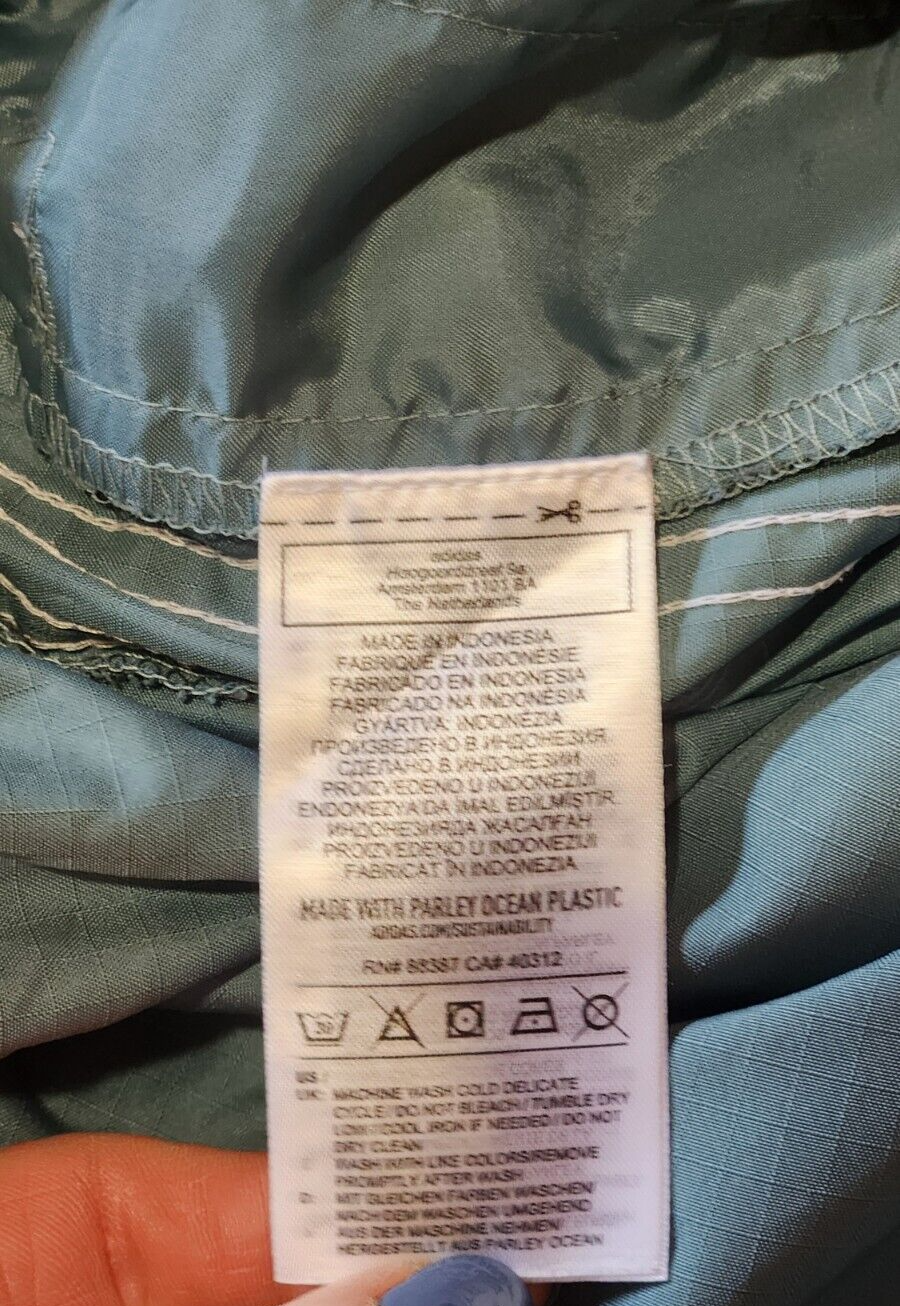 adidas
Hoogoorddreef 9a
Amsterdam 1101 BA
The Netherlands
MADE IN INDONESIA
FABRIQUÉ EN INDONÉSIE
FABRICADO EN INDONESIA
FABRICADO NA INDONÉSIA
GYÁRTVA: INDONÉZIA
ПРОИЗВЕДЕНО В ИНДОНЕЗИЯ
СДЕЛАНО В ИНДОНЕЗИИ
PROIZVEDENO U INDONEZIJI
ENDONEZYA'DA İMAL EDİLMİŞTİR.
ИНДОНЕЗИЯДА ЖАСАЛҒАН
PROIZVEDENO U INDONEZIJI
FABRICAT ÎN INDONEZIA
MADE WITH PARLEY OCEAN PLASTIC
ADIDAS.COM/SUSTAINABILITY
RN# 88387 CA# 40312
30
US /
UK: MACHINE WASH COLD DELICATE
CYCLE / DO NOT BLEACH / TUMBLE DRY
LOW / COOL IRON IF NEEDED / DO NOT
DRY CLEAN
WASH WITH LIKE COLORS/REMOVE
PROMPTLY AFTER WASH
D: MIT GLEICHEN FARBEN WASCHEN/
NACH DEM WASCHEN UMGEHEND
AUS DER MASCHINE NEHMEN/
HERGESTELLT AUS PARLEY OCEAN